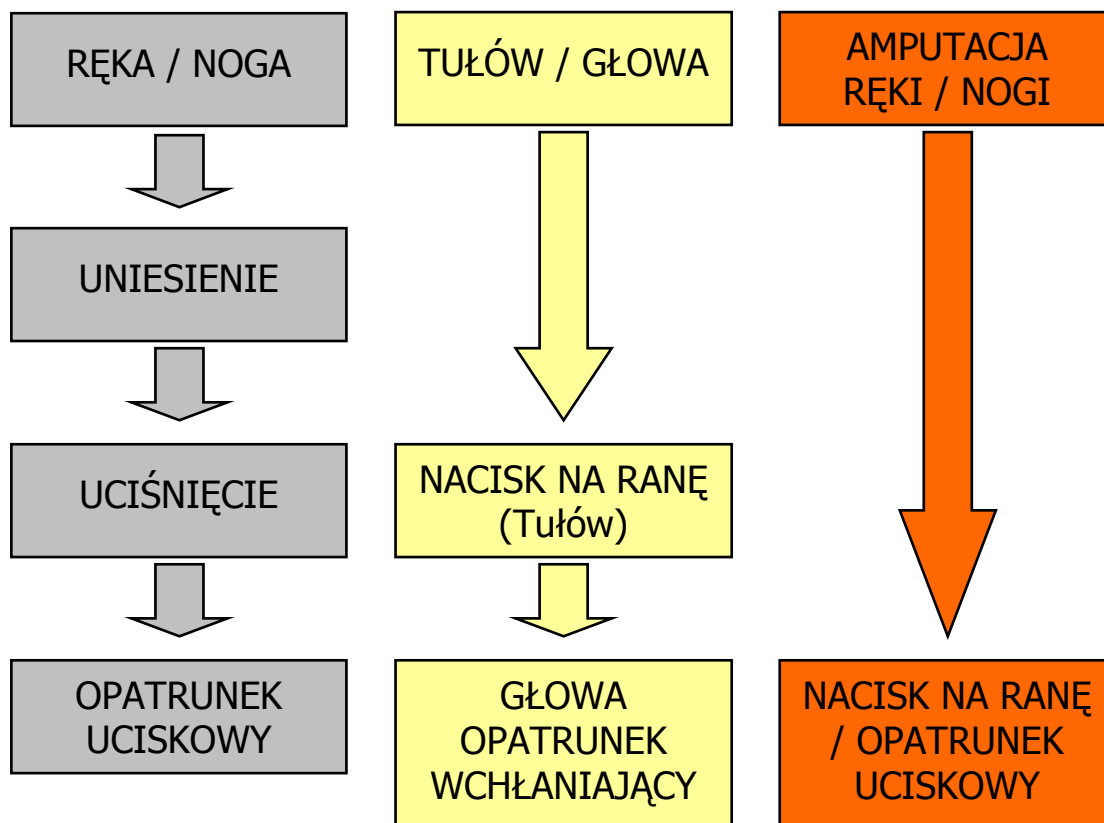 RĘKA / NOGA
UNIESIENIE
UCIŚNIĘCIE
OPATRUNEK
UCISKOWY
TUŁÓW / GŁOWA
NACISK NA RANĘ
(Tułów)
GŁOWA
OPATRUNEK
WCHŁANIAJĄCY
AMPUTACJA
RĘKI / NOGI
NACISK NA RANĘ
/ OPATRUNEK
UCISKOWY